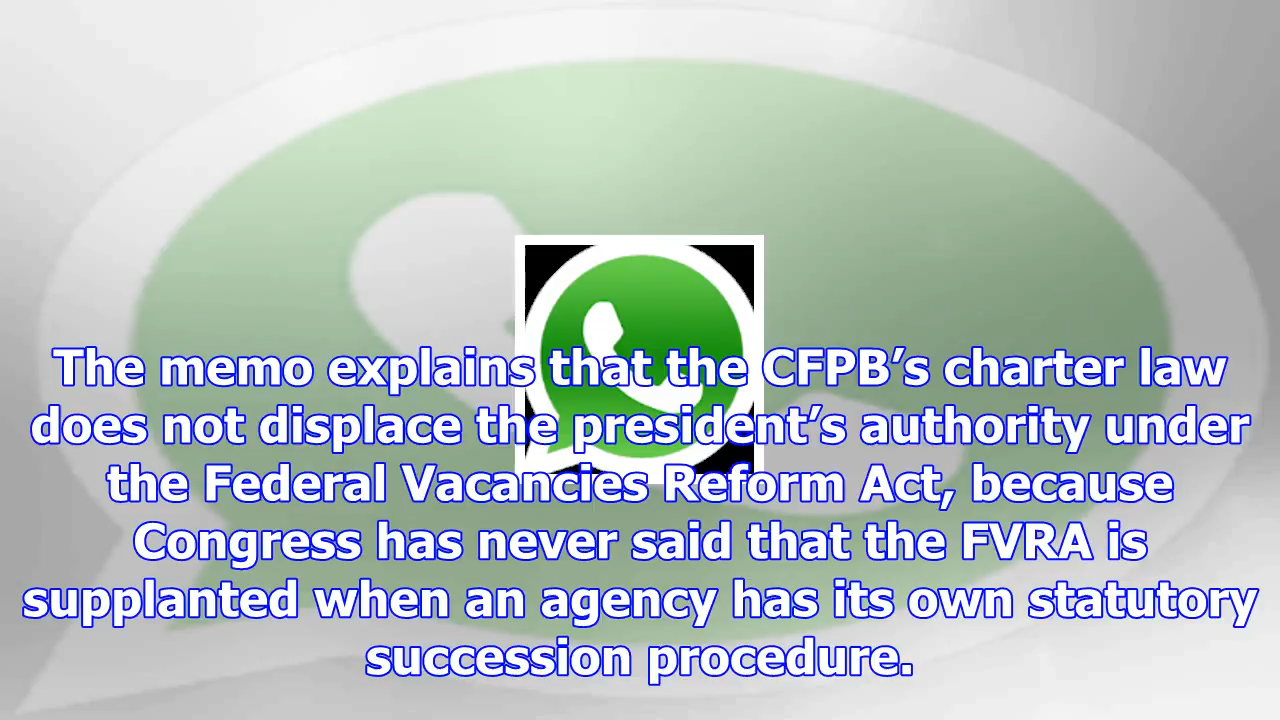 The memo explains that the CFPB’s charter law
does not displace the president’s authority under
the Federal Vacancies Reform Act, because
Congress has never said that the FVRA is
supplanted when an agency has its own statutory
succession procedure.